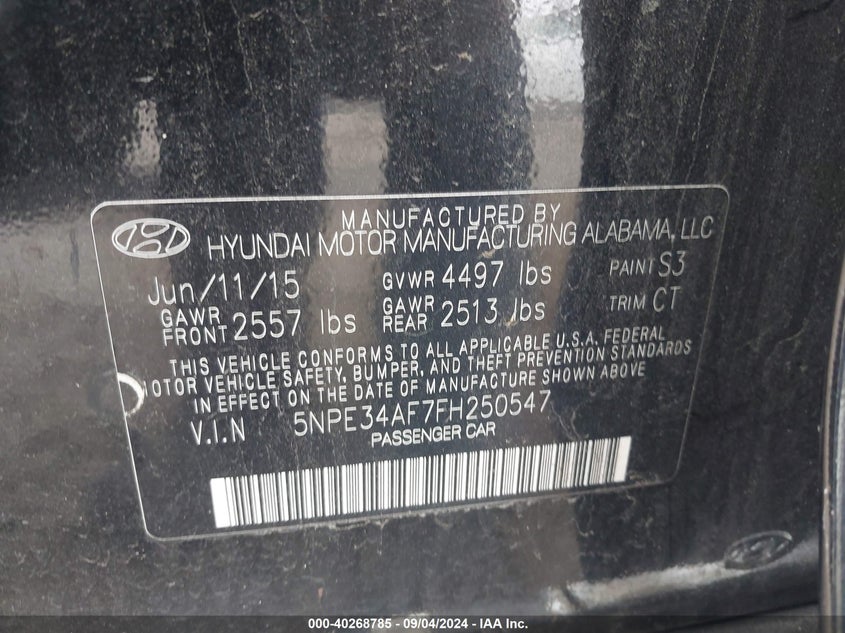 MANUFACTURED BY
HYUNDAI MOTOR MANUFACTURING ALABAMA, LLC
Jun/11/15 GVWR 4497 lbs PAINT S3
GAWR FRONT 2557 lbs GAWR REAR 2513 lbs TRIM CT
THIS VEHICLE CONFORMS TO ALL APPLICABLE U.S.A. FEDERAL
MOTOR VEHICLE SAFETY, BUMPER, AND THEFT PREVENTION STANDARDS
IN EFFECT ON THE DATE OF MANUFACTURE SHOWN ABOVE
V.I.N 5NPE34AF7FH250547
PASSENGER CAR
000-40268785 - 09/04/2024 - IAA Inc.